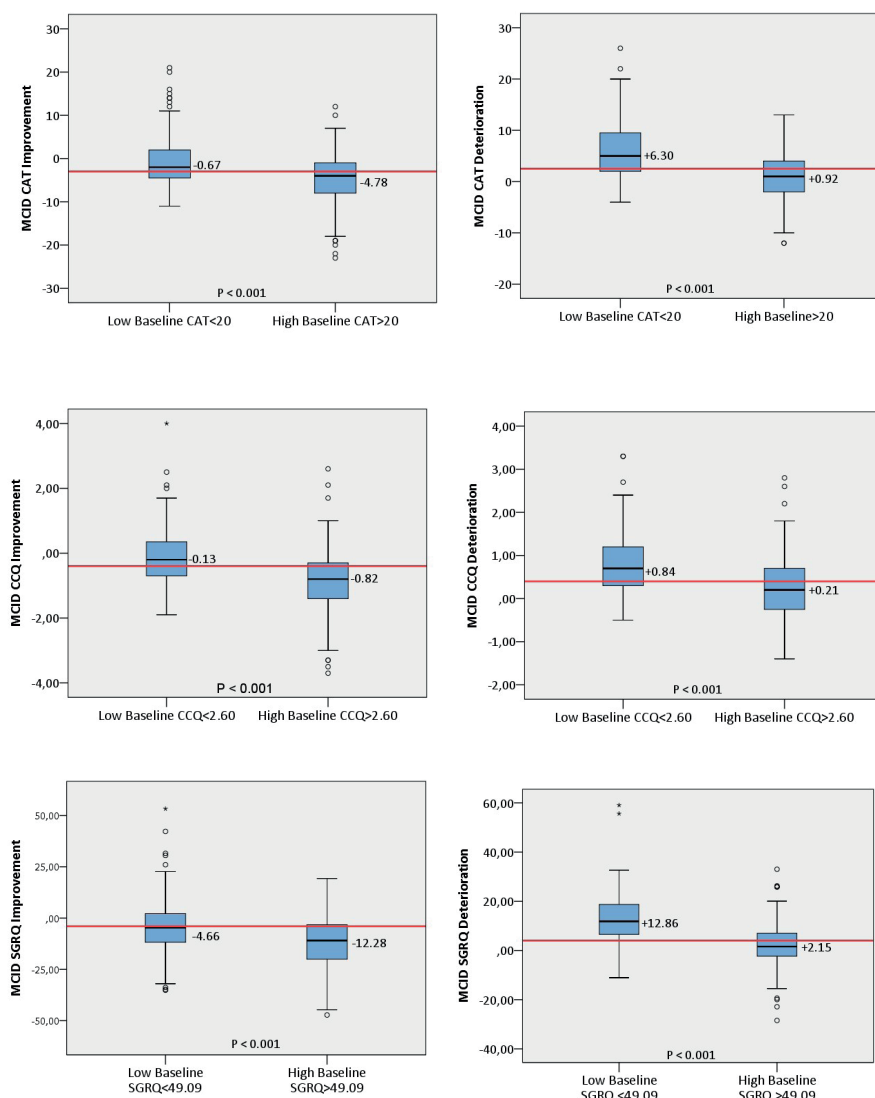 MCID CAT Improvement
30
20
10
0
-10
-20
-30
-0.67
-4.78
P < 0.001
Low Baseline CAT<20
High Baseline CAT>20
MCID CAT Deterioration
30
20
10
0
-10
-20
+6.30
+0.92
P < 0.001
Low Baseline CAT<20
High Baseline>20
MCID CCQ Improvement
4,00
2,00
,00
-2,00
-4,00
-0.13
-0.82
P < 0.001
Low Baseline CCQ<2.60
High Baseline CCQ>2.60
MCID CCQ Deterioration
4,00
3,00
2,00
1,00
,00
-1,00
-2,00
+0.84
+0.21
P < 0.001
Low Baseline CCQ<2.60
High Baseline CCQ>2.60
MCID SGRQ Improvement
50,00
25,00
,00
-25,00
-50,00
-4.66
-12.28
P < 0.001
Low Baseline
SGRQ<49.09
High Baseline
SGRQ>49.09
MCID SGRQ Deterioration
60,00
40,00
20,00
,00
-20,00
-40,00
+12.86
+2.15
P < 0.001
Low Baseline
SGRQ <49.09
High Baseline
SGRQ >49.09